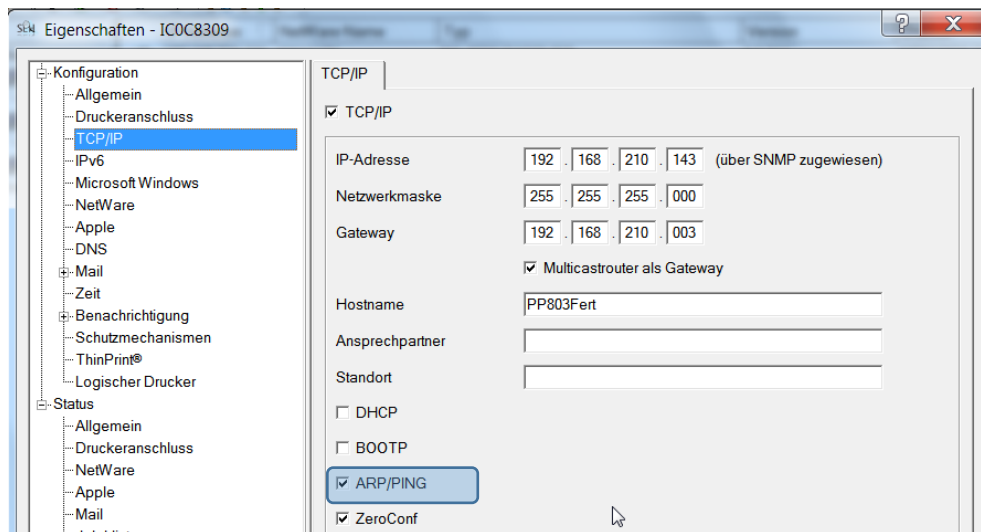 SEH Eigenschaften - IC0C8309
Konfiguration
Allgemein
Druckeranschluss
TCP/IP
IPv6
Microsoft Windows
NetWare
Apple
DNS
Mail
Zeit
Benachrichtigung
Schutzmechanismen
ThinPrint®
Logischer Drucker
Status
Allgemein
Druckeranschluss
NetWare
Apple
Mail
TCP/IP
TCP/IP
IP-Adresse 192 . 168 . 210 . 143 (über SNMP zugewiesen)
Netzwerkmaske 255 . 255 . 255 . 000
Gateway 192 . 168 . 210 . 003
Multicastrouter als Gateway
Hostname PP803Fert
Ansprechpartner
Standort
DHCP
BOOTP
ARP/PING
ZeroConf